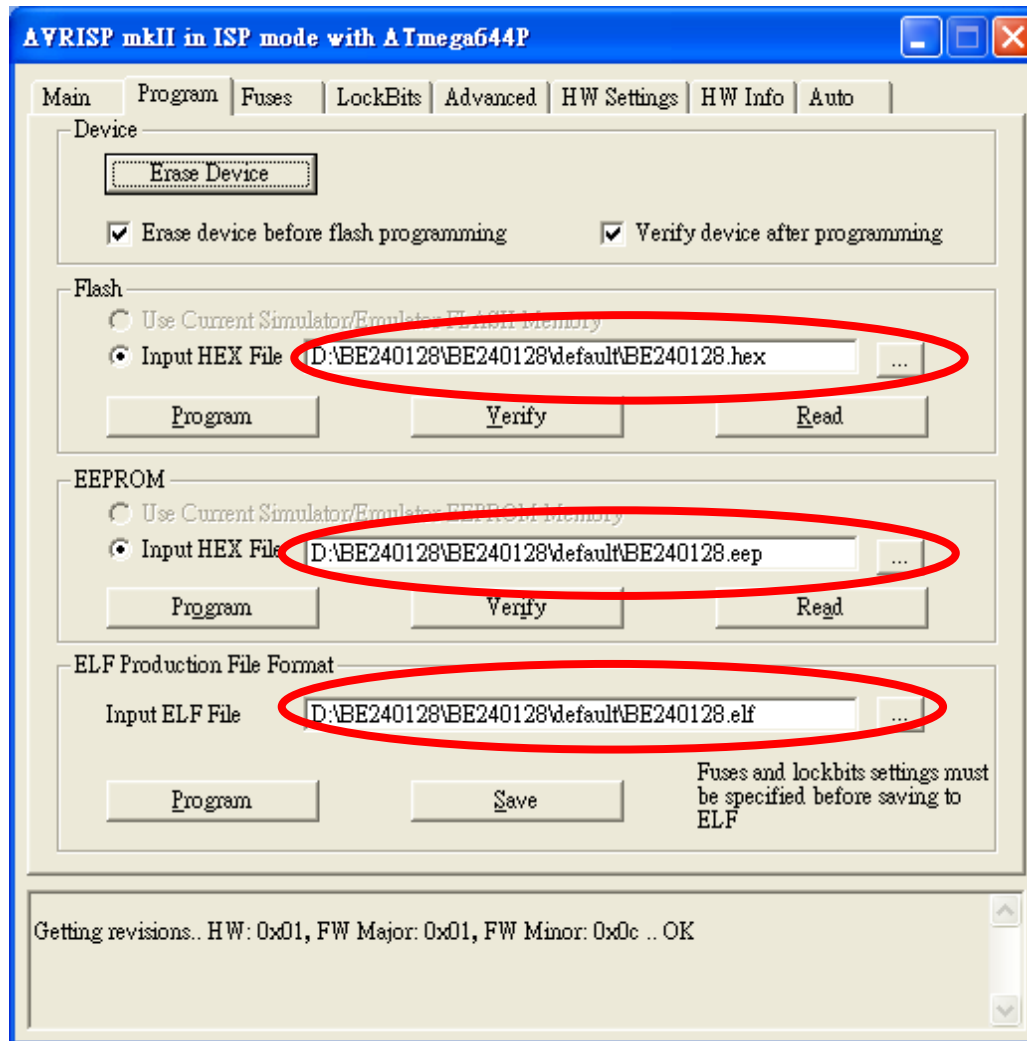 AVRISP mkII in ISP mode with ATmega644P
Main Program Fuses LockBits Advanced HW Settings HW Info Auto
Device
Erase Device
Erase device before flash programming Verify device after programming
Flash
Use Current Simulator/Emulator FLASH Memory
Input HEX File D:\BE240128\BE240128\default\BE240128.hex ...
Program Verify Read
EEPROM
Use Current Simulator/Emulator EEPROM Memory
Input HEX File D:\BE240128\BE240128\default\BE240128.eep ...
Program Verify Read
ELF Production File Format
Input ELF File D:\BE240128\BE240128\default\BE240128.elf ...
Fuses and lockbits settings must
Program Save be specified before saving to
ELF
Getting revisions.. HW: 0x01, FW Major: 0x01, FW Minor: 0x0c .. OK